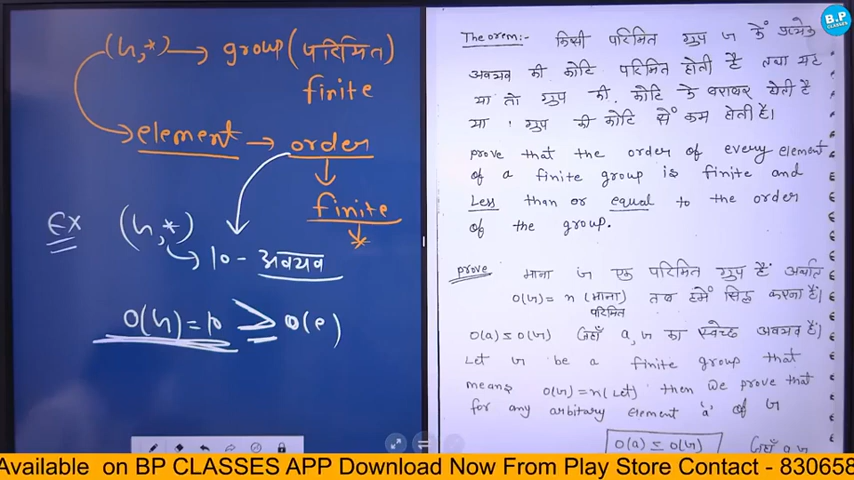 (G,*) → group (परिमित)
finite
element → order
finite
Ex (G,*)
10 - अवयव
O(G) = 10 ≥ O(e)
B.P
CLASSES
Theorem:- किसी परिमित ग्रुप G के प्रत्येक
अवयव की कोटि परिमित होती है तथा यह
या तो ग्रुप की कोटि के बराबर होती है
या ग्रुप की कोटि से कम होती है।
prove that the order of every element
of a finite group is finite and
Less than or equal to the order
of the group.
prove माना G एक परिमित ग्रुप है अर्थात
O(G) = n (माना) तब हमें सिद्ध करना है।
परिमित
O(a) ≤ O(G) जहाँ a, G का स्वेच्छ अवयव है।
Let G be a finite group that
means O(G) = n (Let) then We prove that
for any arbitrary element 'a' of G
O(a) ≤ O(G) जहाँ a, G
Available on BP CLASSES APP Download Now From Play Store Contact - 830658